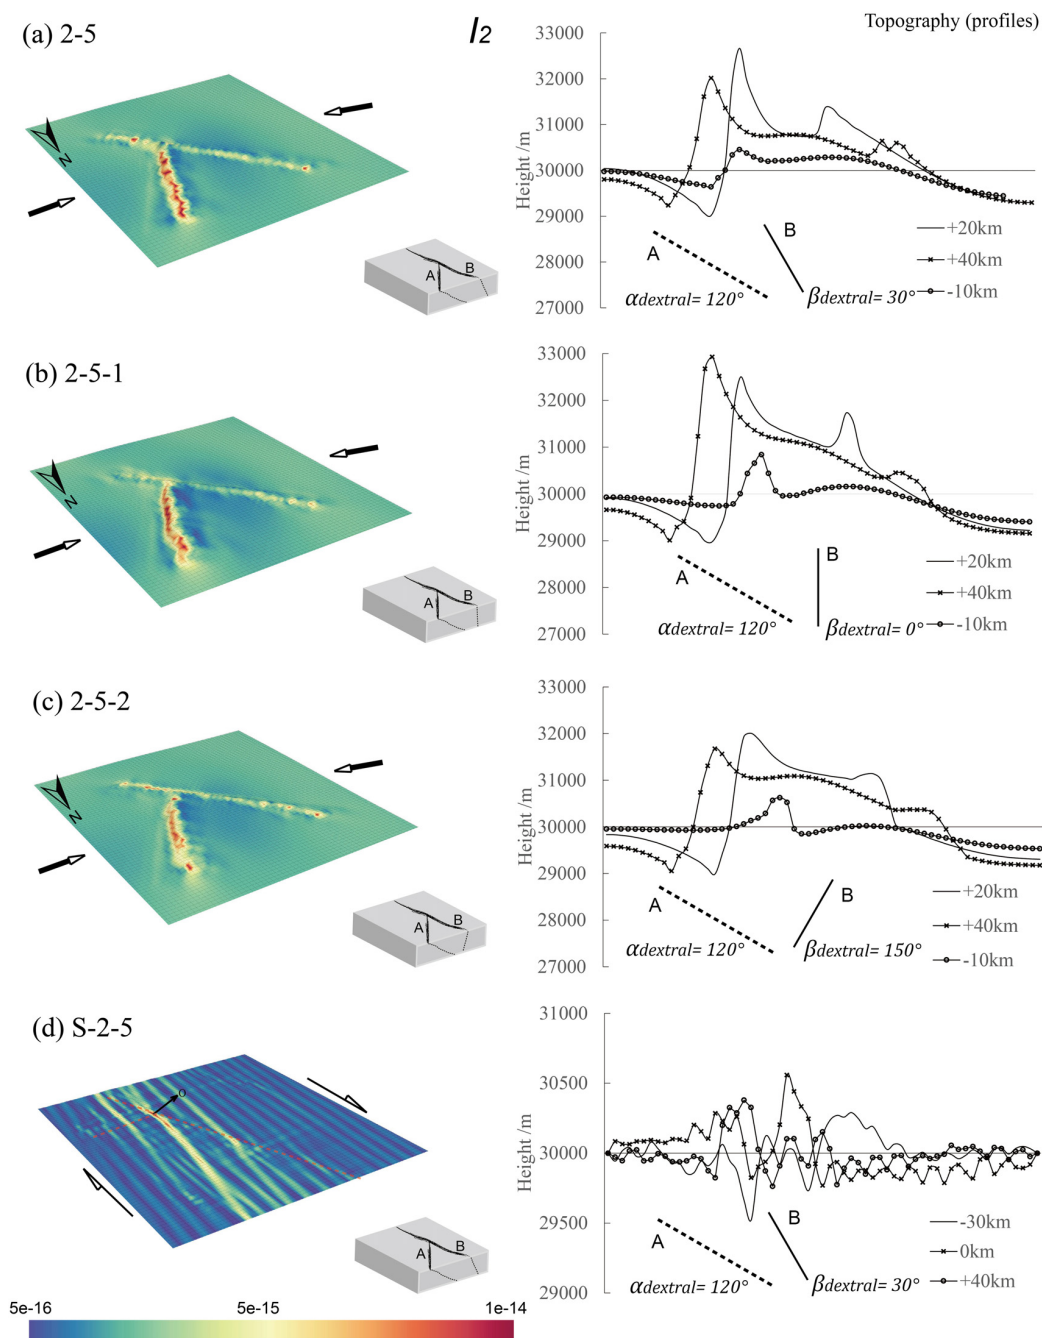 (a) 2-5
I2
Topography (profiles)
33000
32000
31000
30000
29000
28000
27000
Height /m
N
A
B
A
B
αdextral= 120°
βdextral= 30°
+20km
+40km
-10km
(b) 2-5-1
33000
32000
31000
30000
29000
28000
27000
Height /m
N
A
B
A
B
αdextral= 120°
βdextral= 0°
+20km
+40km
-10km
(c) 2-5-2
33000
32000
31000
30000
29000
28000
27000
Height /m
N
A
B
A
B
αdextral= 120°
βdextral= 150°
+20km
+40km
-10km
(d) S-2-5
31000
30500
30000
29500
29000
Height /m
0
A
B
A
B
αdextral= 120°
βdextral= 30°
-30km
0km
+40km
5e-16
5e-15
1e-14